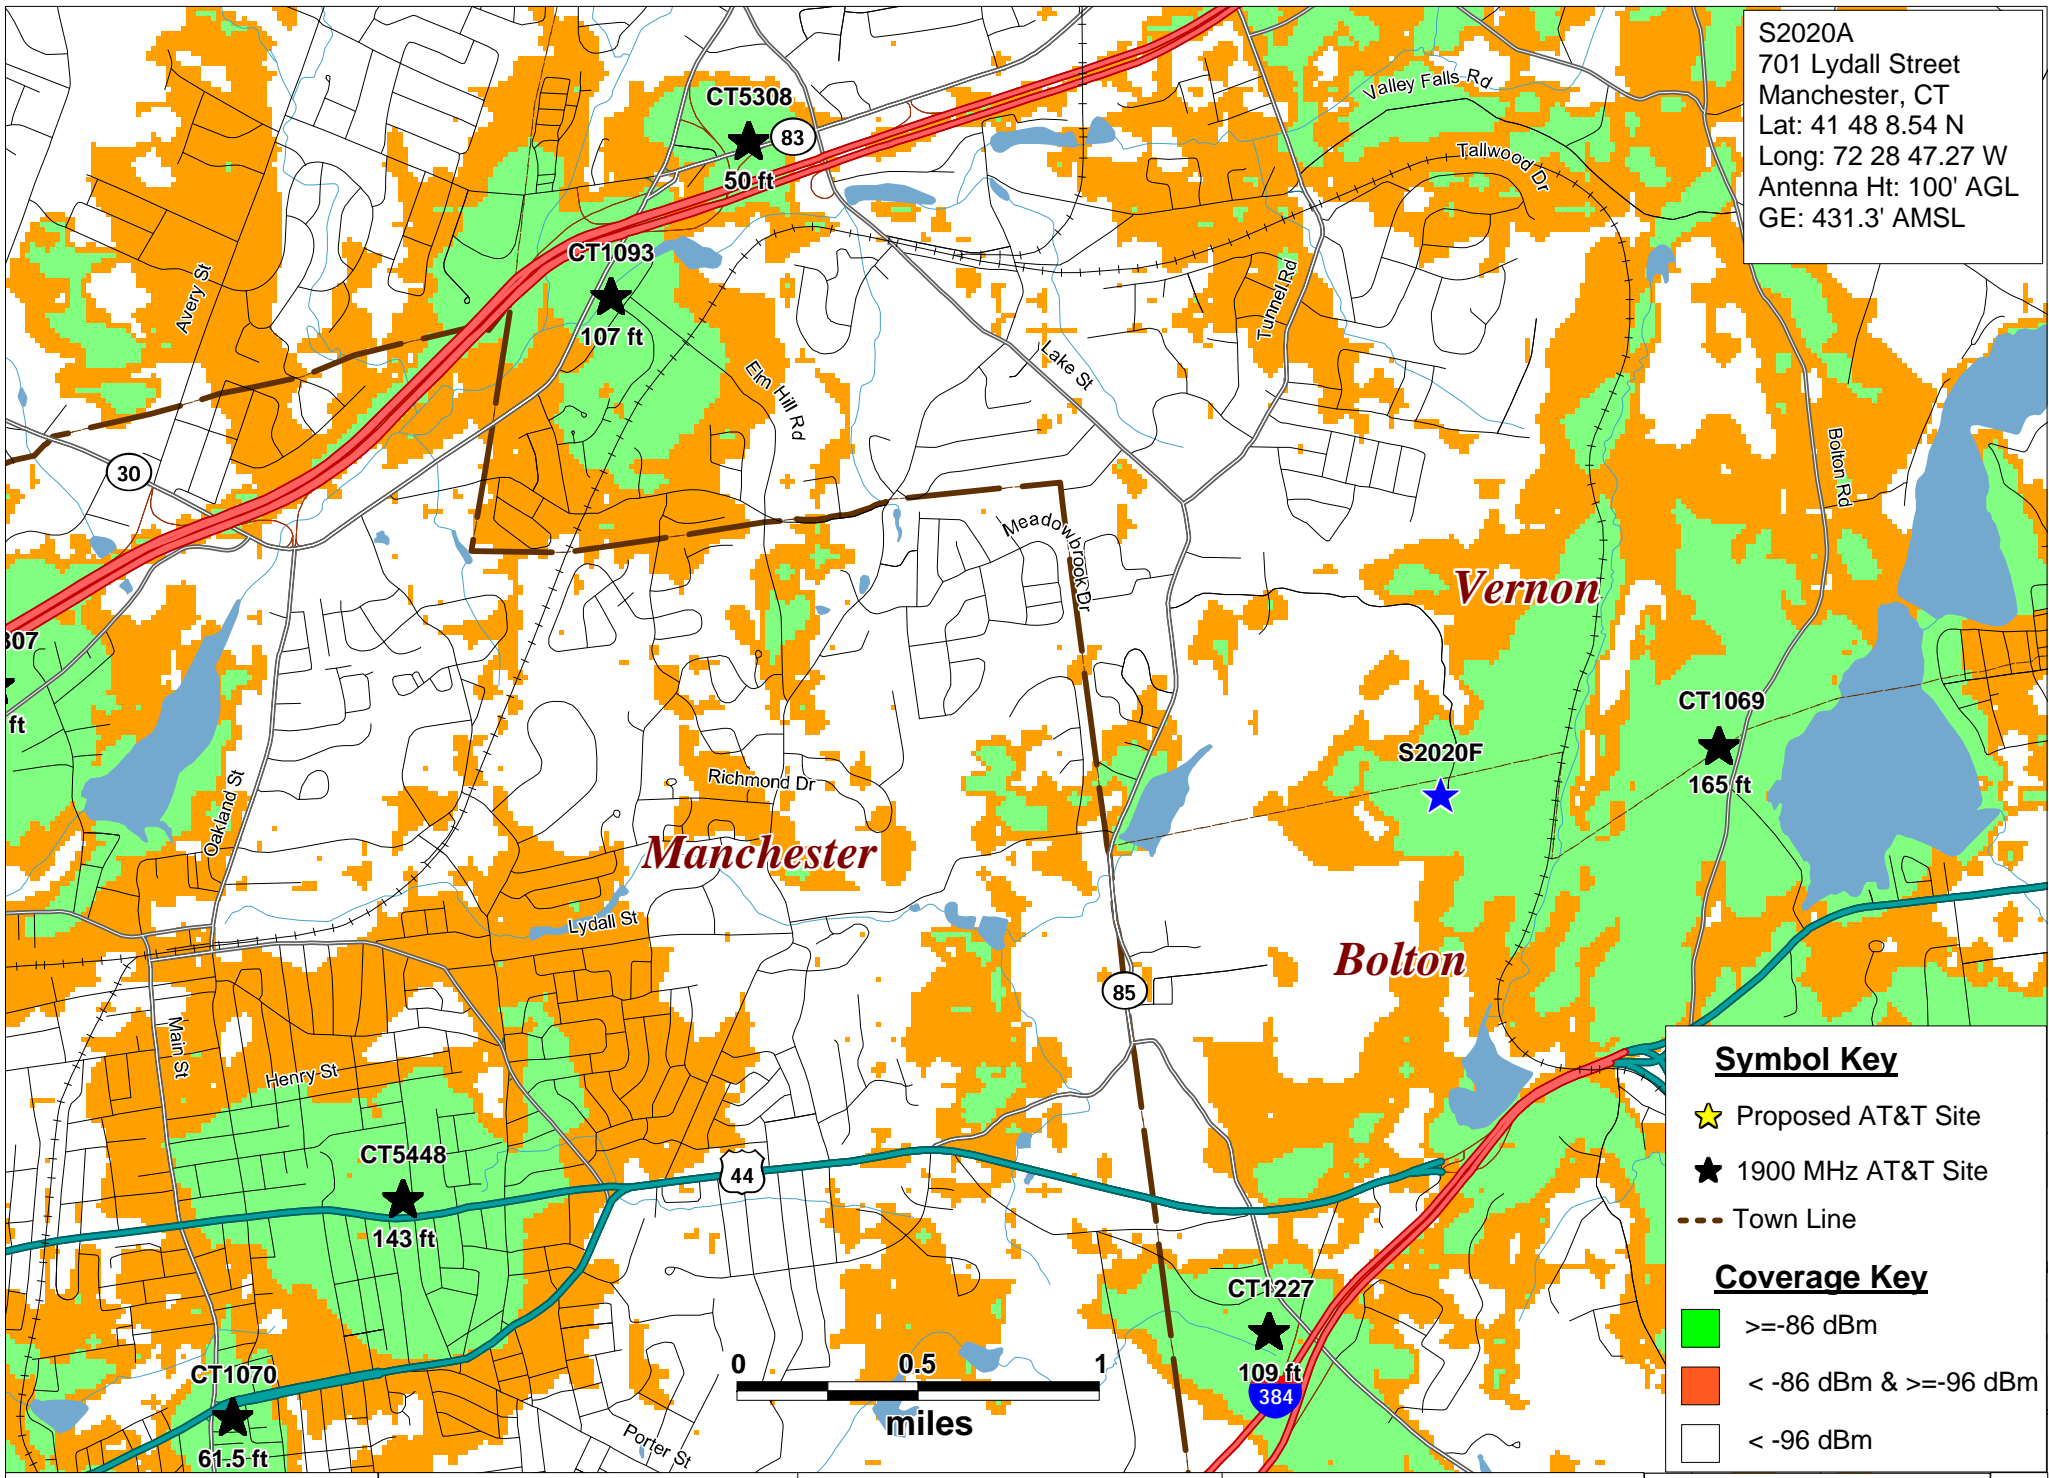 S2020A
701 Lydall Street
Manchester, CT
Lat: 41 48 8.54 N
Long: 72 28 47.27 W
Antenna Ht: 100' AGL
GE: 431.3' AMSL
Valley Falls Rd
CT5308
83
50 ft
Tallwood Dr
CT1093
107 ft
Avery St
Tunnel Rd
Elm Hill Rd
Lake St
30
Bolton Rd
Meadowbrook Dr
Vernon
307
ft
CT1069
165 ft
S2020F
Richmond Dr
Oakland St
Manchester
Lydall St
Bolton
85
Main St
Henry St
CT5448
143 ft
44
CT1227
109 ft
384
CT1070
61.5 ft
Porter St
0 0.5 1
miles
Symbol Key
Proposed AT&T Site
1900 MHz AT&T Site
Town Line
Coverage Key
>=-86 dBm
< -86 dBm & >=-96 dBm
< -96 dBm